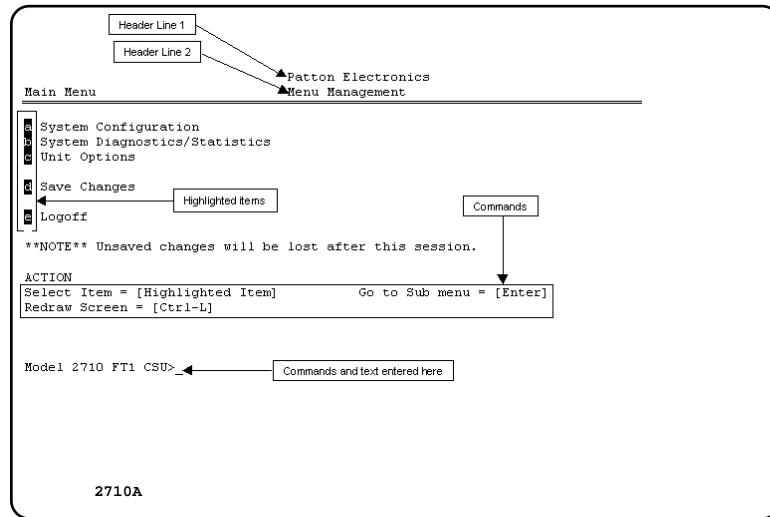 Header Line 1
Header Line 2
Patton Electronics
Main Menu Menu Management
a System Configuration
b System Diagnostics/Statistics
c Unit Options
d Save Changes
Highlighted items
Commands
e Logoff
**NOTE** Unsaved changes will be lost after this session.
ACTION
Select Item = [Highlighted Item] Go to Sub menu = [Enter]
Redraw Screen = [Ctrl-L]
Model 2710 FT1 CSU>_
Commands and text entered here
2710A